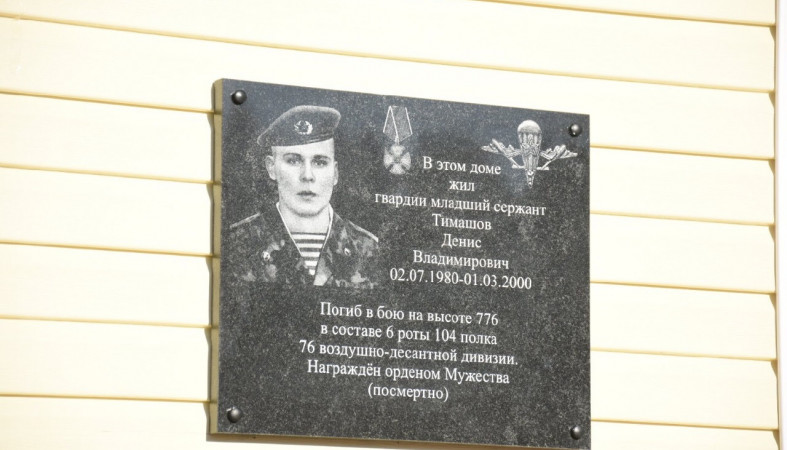 В этом доме
жил
гвардии младший сержант
Тимашов
Денис
Владимирович
02.07.1980-01.03.2000
Погиб в бою на высоте 776
в составе 6 роты 104 полка
76 воздушно-десантной дивизии.
Награждён орденом Мужества
(посмертно)